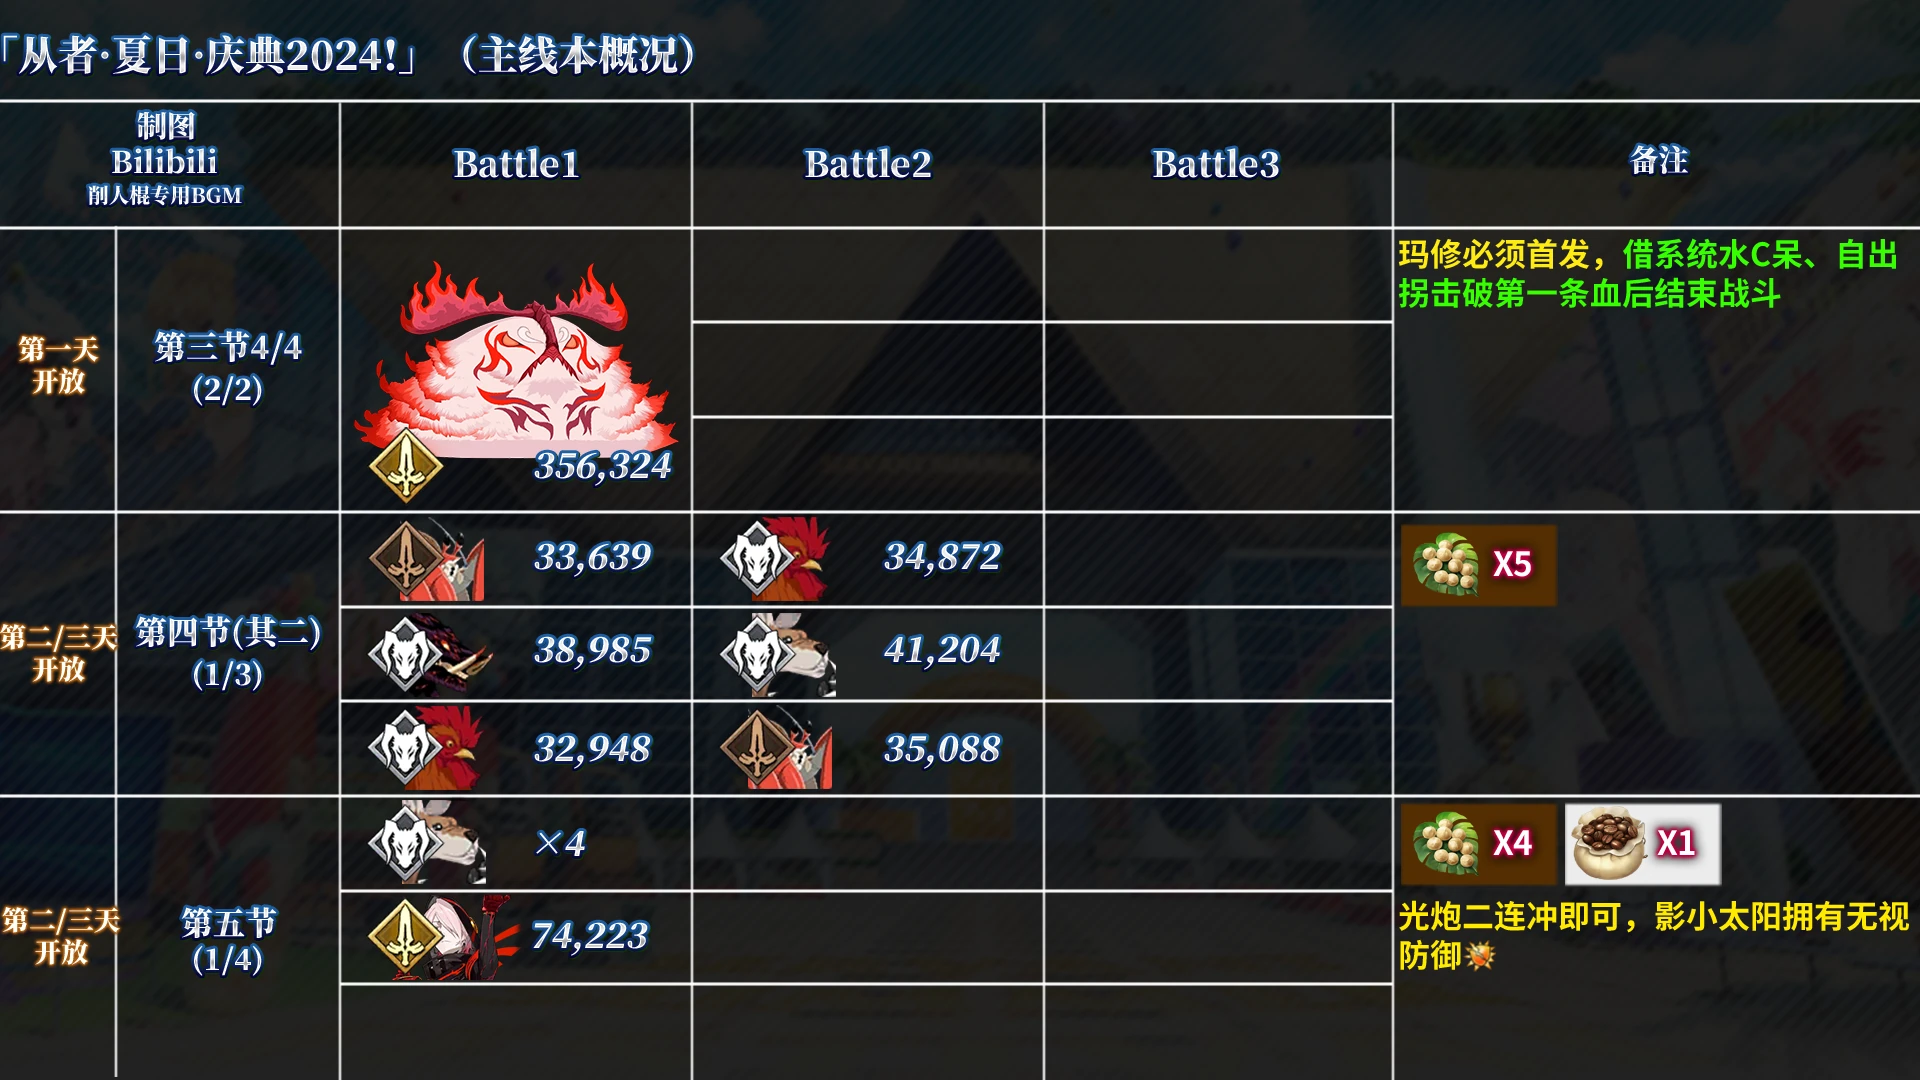 「从者·夏日·庆典2024!」（主线本概况）
制图
Bilibili
削人棍专用BGM
Battle1
Battle2
Battle3
备注
第一天
开放
第三节4/4
(2/2)
356,324
玛修必须首发，借系统水C呆、自出
拐击破第一条血后结束战斗
第二/三天
开放
第四节(其二)
(1/3)
33,639
34,872
X5
38,985
41,204
32,948
35,088
第二/三天
开放
第五节
(1/4)
×4
74,223
X4
X1
光炮二连冲即可，影小太阳拥有无视
防御